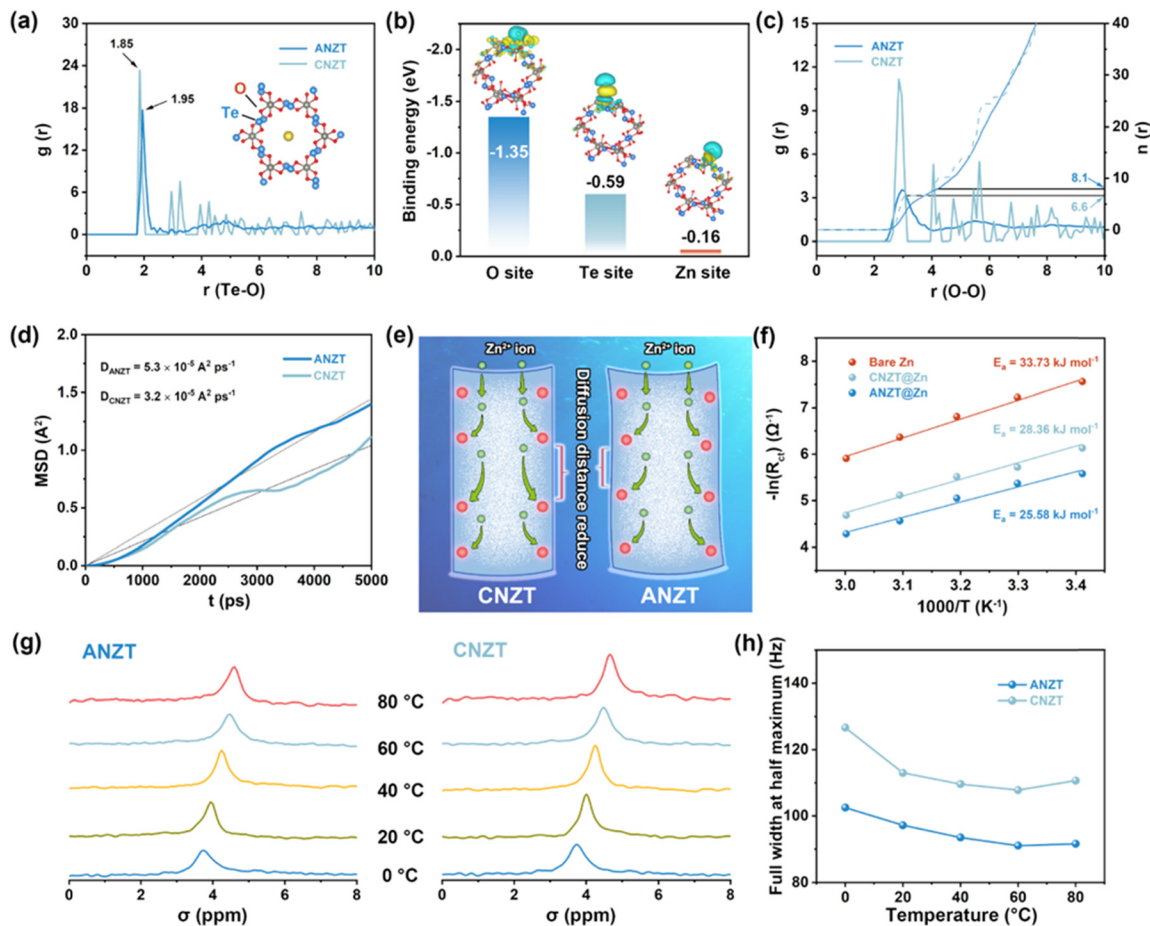 (a)
g (r)
30
24
18
12
6
0
1.85
1.95
ANZT
CNZT
O
Te
0 2 4 6 8 10
r (Te-O)
(b)
Binding energy (eV)
-2.0
-1.5
-1.0
-0.5
0.0
-1.35
-0.59
-0.16
O site Te site Zn site
(c)
g (r)
15
12
9
6
3
0
ANZT
CNZT
40
30
20
10
0
n (r)
8.1
6.6
0 2 4 6 8 10
r (O-O)
(d)
MSD (A²)
2.0
1.5
1.0
0.5
0.0
D_ANZT = 5.3 × 10⁻⁵ A² ps⁻¹
D_CNZT = 3.2 × 10⁻⁵ A² ps⁻¹
ANZT
CNZT
0 1000 2000 3000 4000 5000
t (ps)
(e)
Zn²⁺ ion
Zn²⁺ ion
Diffusion distance reduce
CNZT
ANZT
(f)
-ln(R_ct) (Ω⁻¹)
8
7
6
5
4
Bare Zn
CNZT@Zn
ANZT@Zn
E_a = 33.73 kJ mol⁻¹
E_a = 28.36 kJ mol⁻¹
E_a = 25.58 kJ mol⁻¹
3.0 3.1 3.2 3.3 3.4
1000/T (K⁻¹)
(g)
ANZT
CNZT
80 °C
60 °C
40 °C
20 °C
0 °C
0 2 4 6 8
σ (ppm)
0 2 4 6 8
σ (ppm)
(h)
Full width at half maximum (Hz)
150
140
120
100
80
ANZT
CNZT
0 20 40 60 80
Temperature (°C)